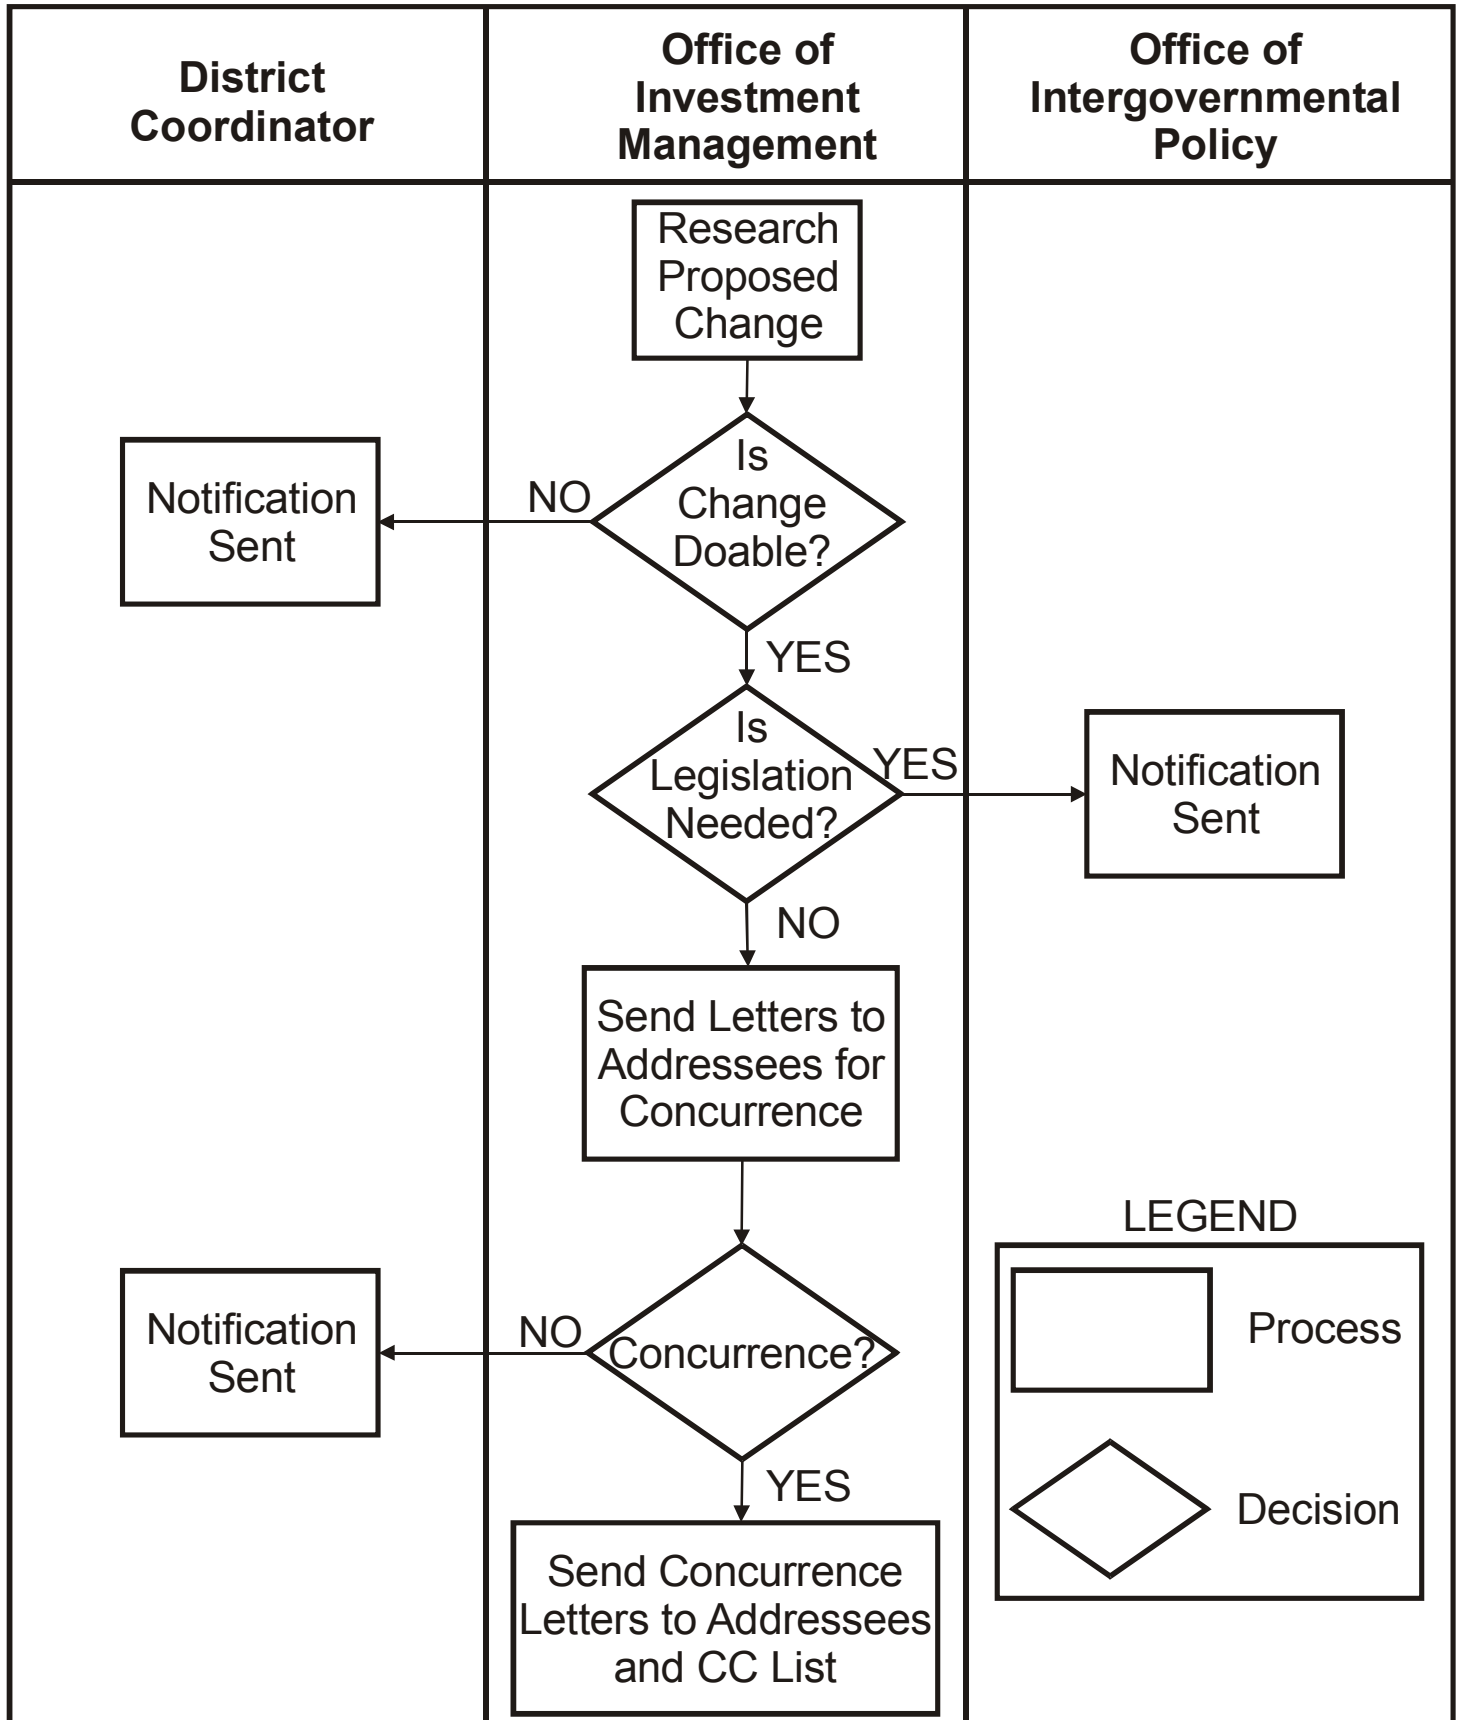 District
Coordinator
Office of
Investment
Management
Office of
Intergovernmental
Policy
Research
Proposed
Change
Is
Change
Doable?
NO
Notification
Sent
YES
Is
Legislation
Needed?
YES
Notification
Sent
NO
Send Letters to
Addressees for
Concurrence
Concurrence?
NO
Notification
Sent
YES
Send Concurrence
Letters to Addressees
and CC List
LEGEND
Process
Decision